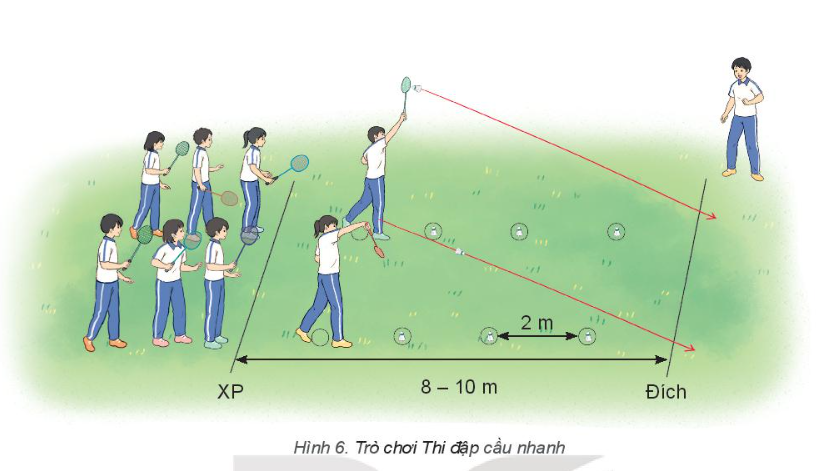 2 m
XP
8 – 10 m
Đích
Hình 6. Trò chơi Thi đập cầu nhanh